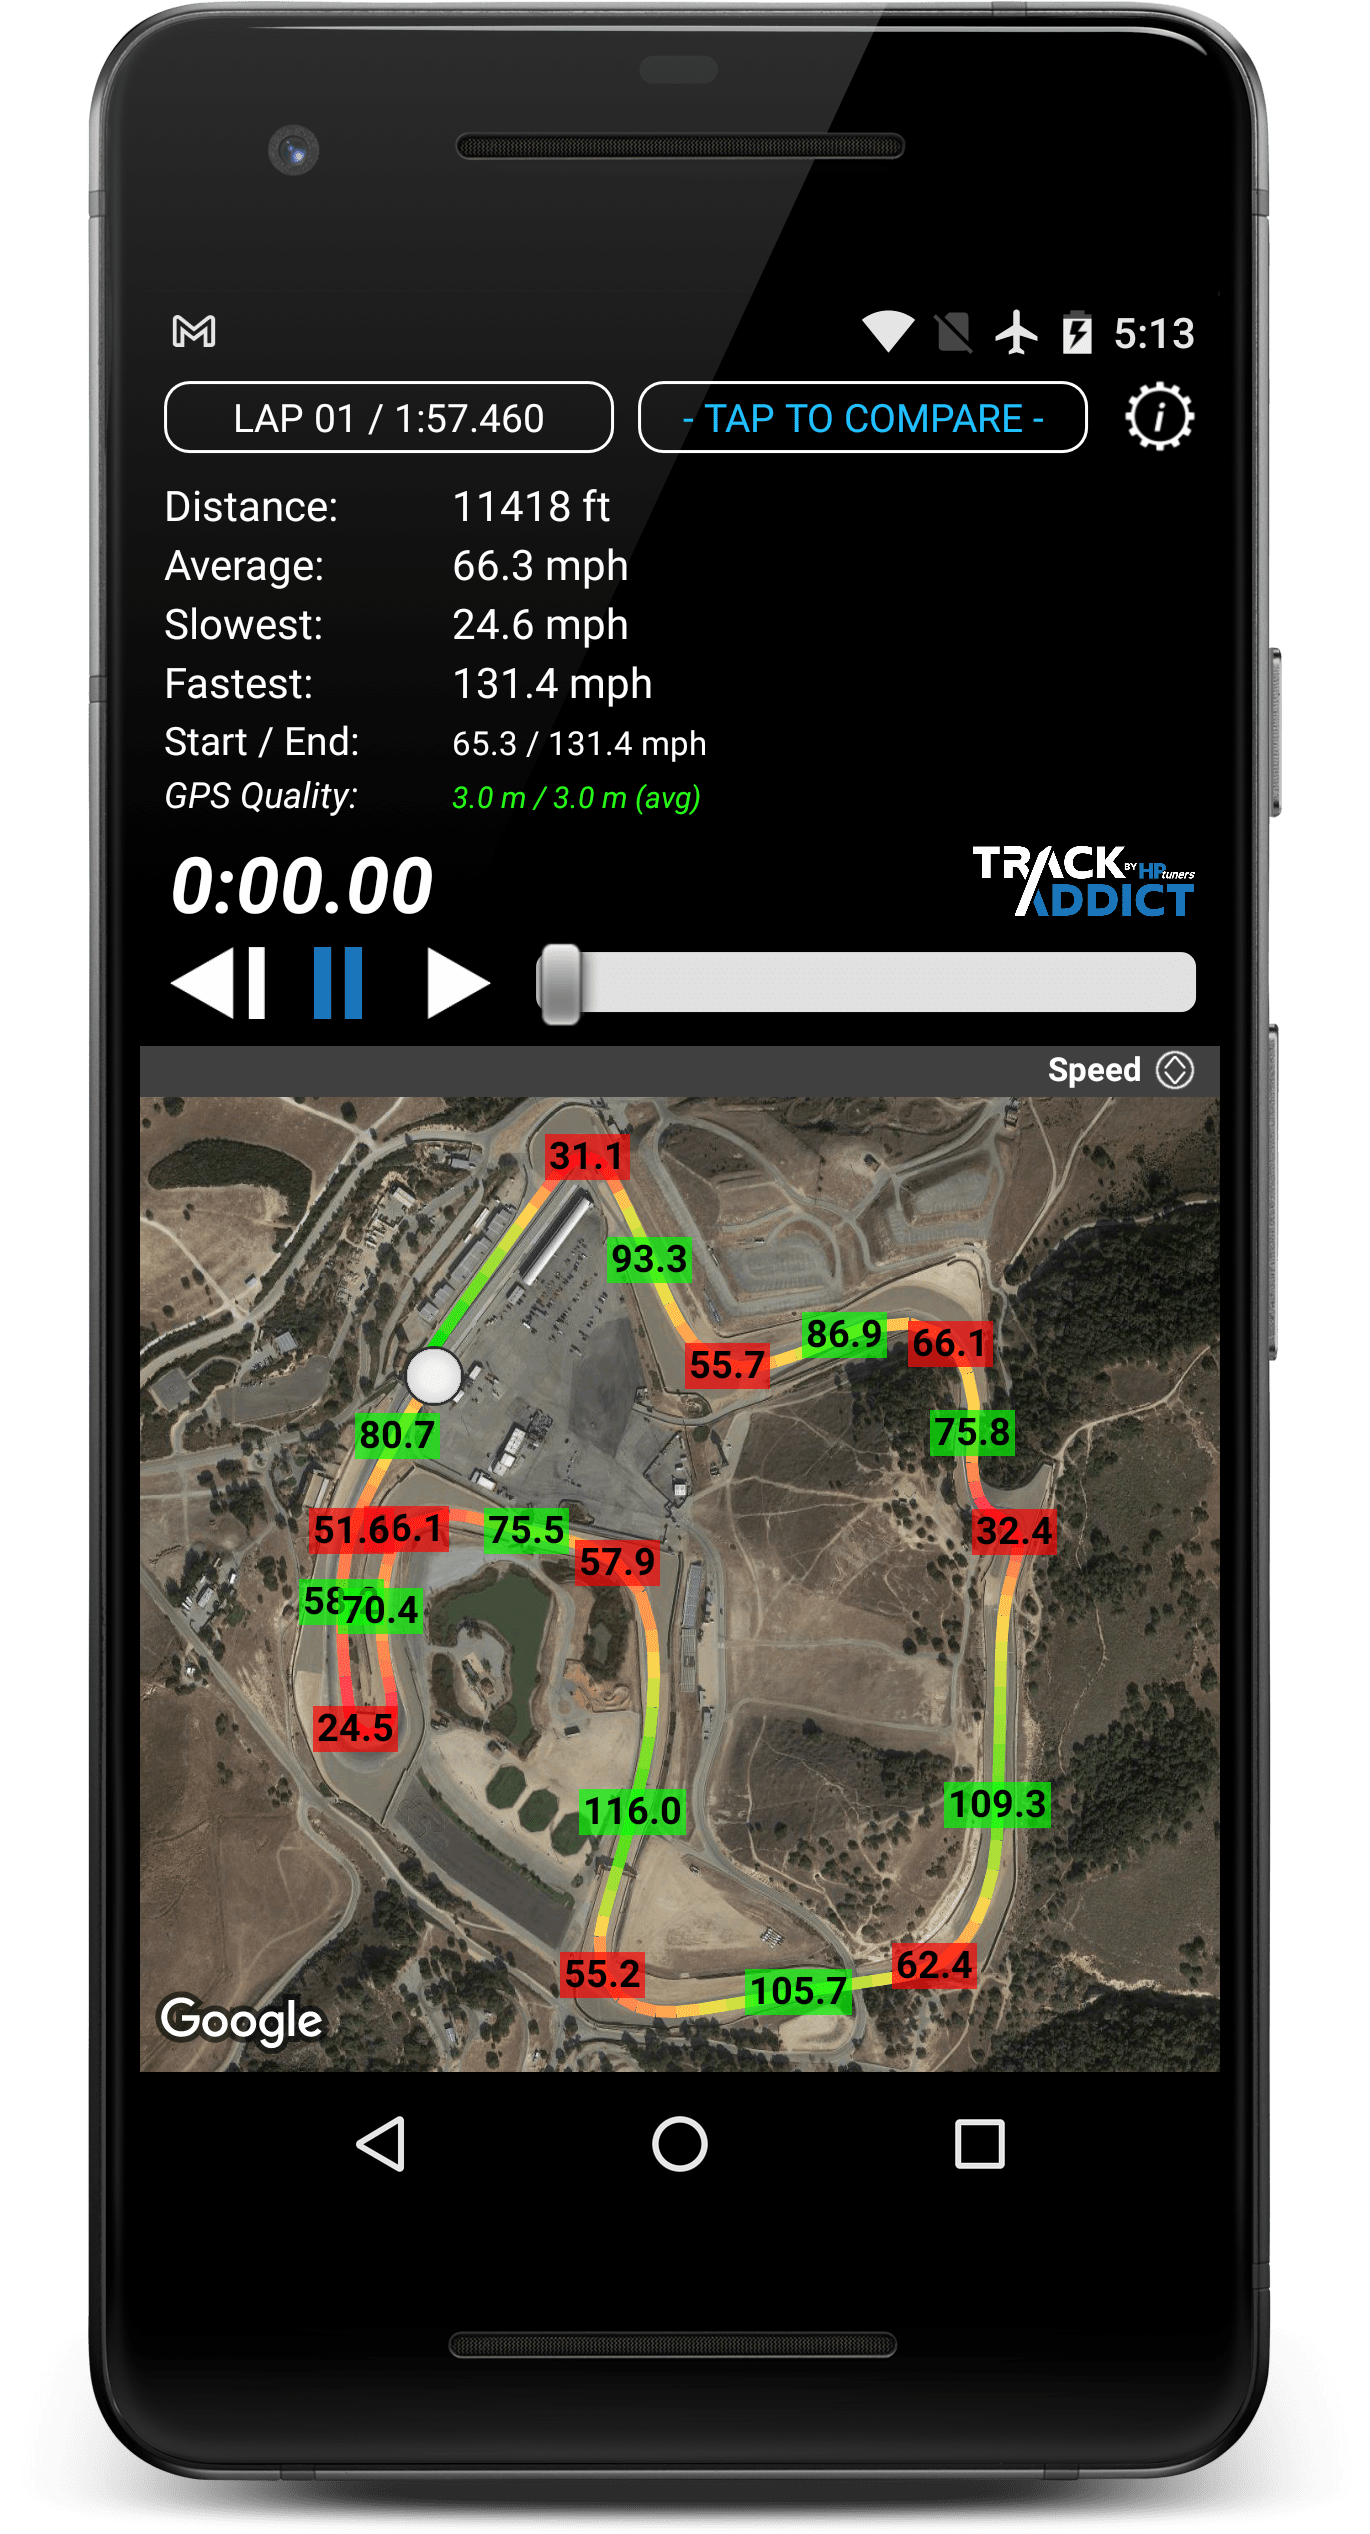 5:13
LAP 01 / 1:57.460
- TAP TO COMPARE -
Distance: 11418 ft
Average: 66.3 mph
Slowest: 24.6 mph
Fastest: 131.4 mph
Start / End: 65.3 / 131.4 mph
GPS Quality: 3.0 m / 3.0 m (avg)
0:00.00
TRACK BY HP tuners
ADDICT
Speed
31.1
93.3
86.9
66.1
55.7
80.7
75.8
66.1
75.5
32.4
57.9
70.4
24.5
109.3
116.0
62.4
55.2
105.7
Google